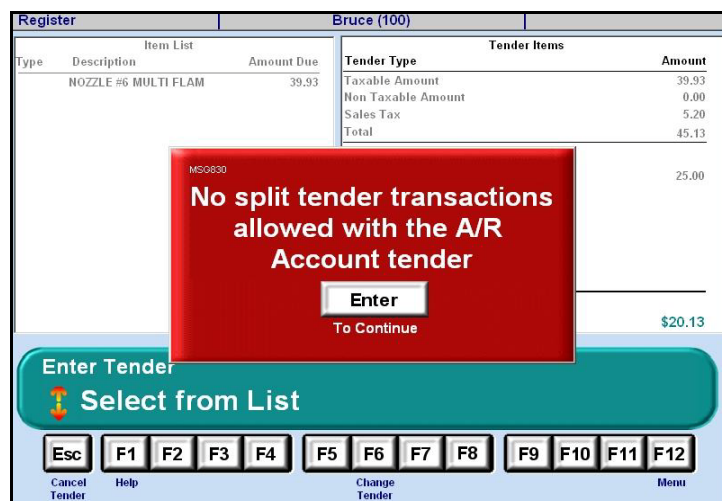 Register Bruce (100)
Item List
Type Description Amount Due
NOZZLE #6 MULTI FLAM 39.93
Tender Items
Tender Type Amount
Taxable Amount 39.93
Non Taxable Amount 0.00
Sales Tax 5.20
Total 45.13
25.00
$20.13
MSG830
No split tender transactions
allowed with the A/R
Account tender
Enter
To Continue
Enter Tender
Select from List
Esc F1 F2 F3 F4 F5 F6 F7 F8 F9 F10 F11 F12
Cancel Help Change Menu
Tender Tender